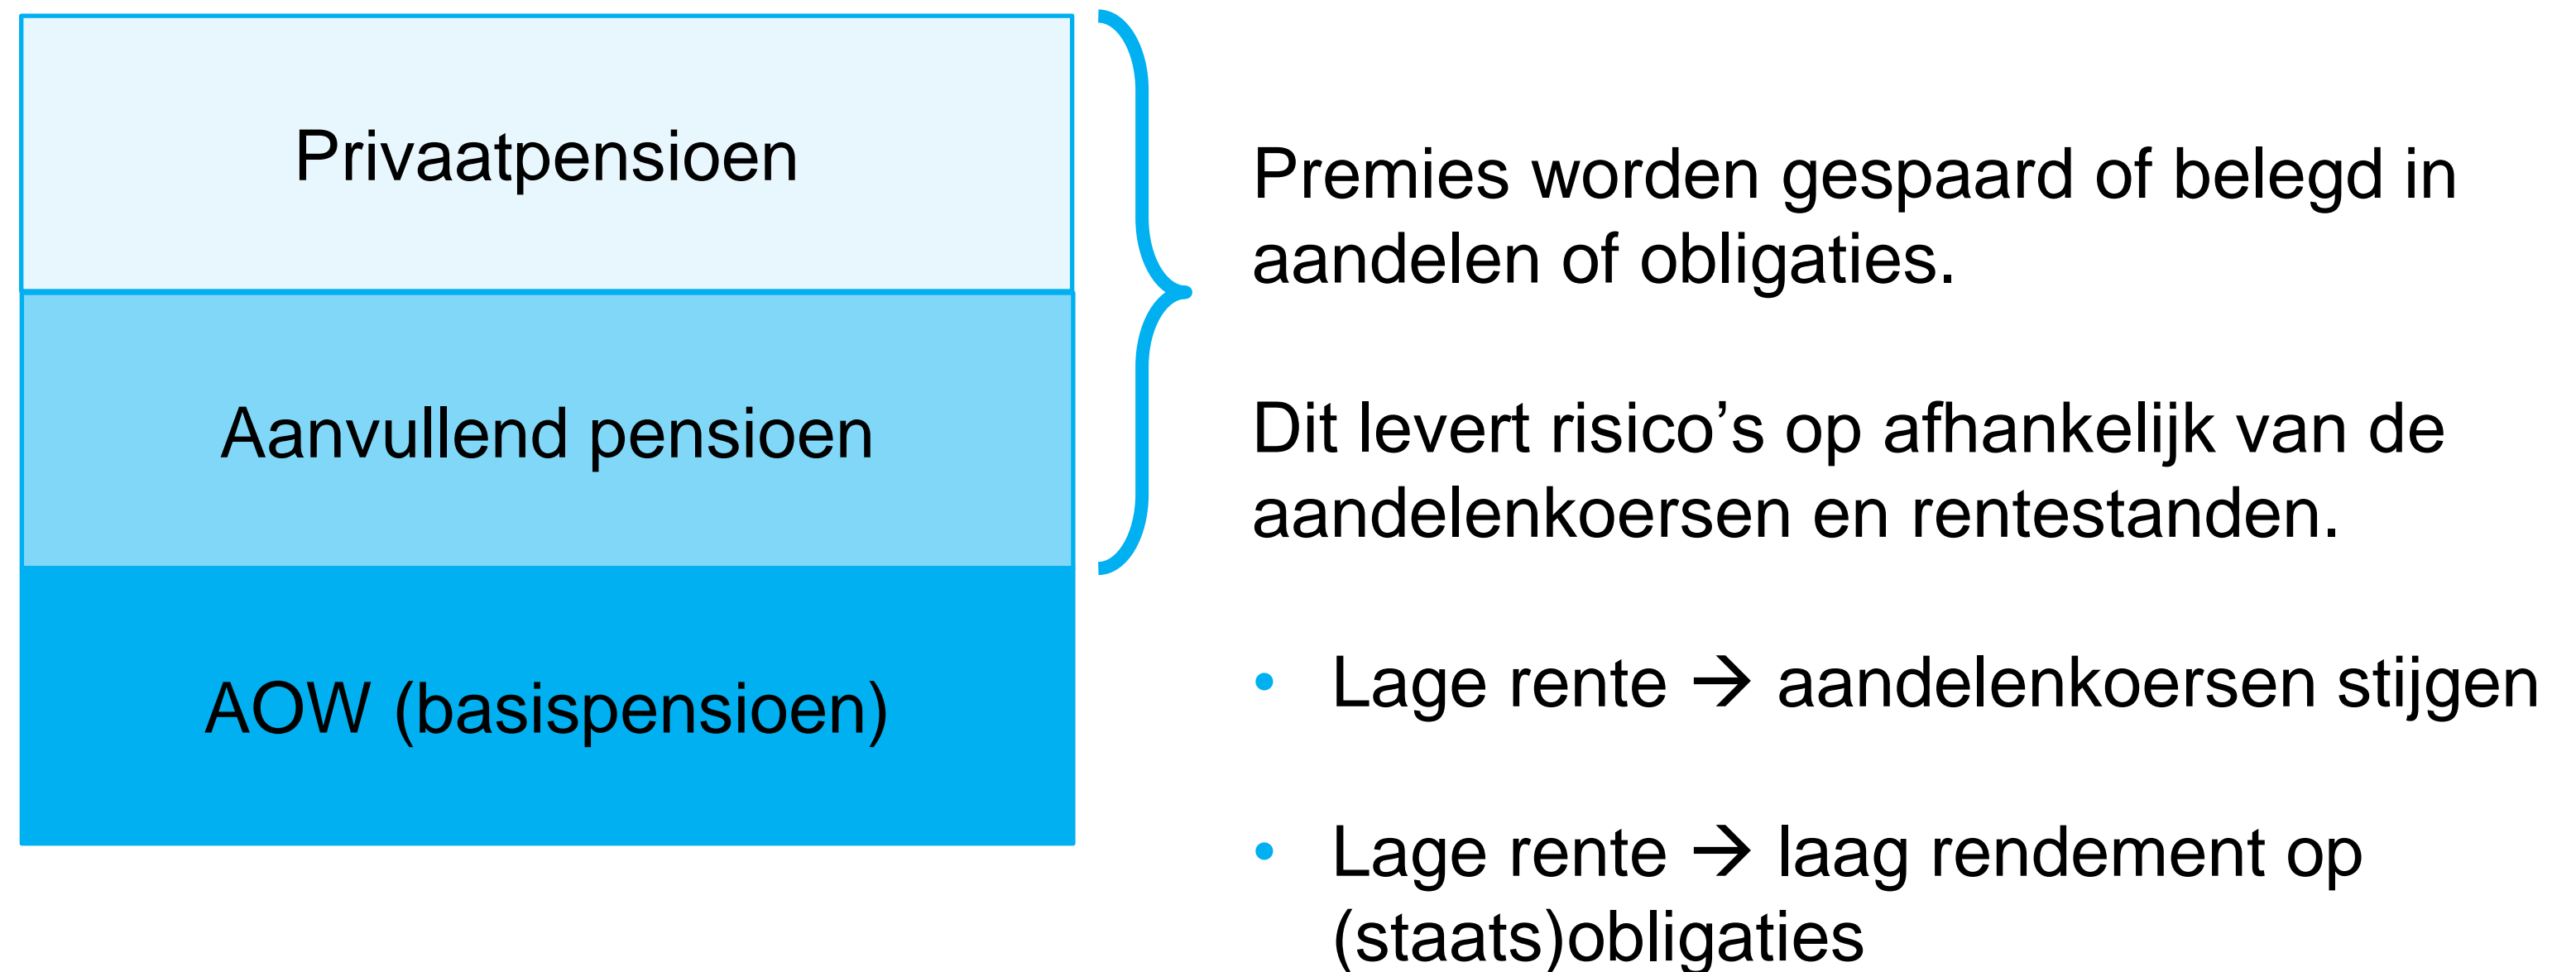 Privaatpensioen
Aanvullend pensioen
AOW (basispensioen)
Premies worden gespaard of belegd in
aandelen of obligaties.
Dit levert risico’s op afhankelijk van de
aandelenkoersen en rentestanden.
• Lage rente → aandelenkoersen stijgen
• Lage rente → laag rendement op
(staats)obligaties